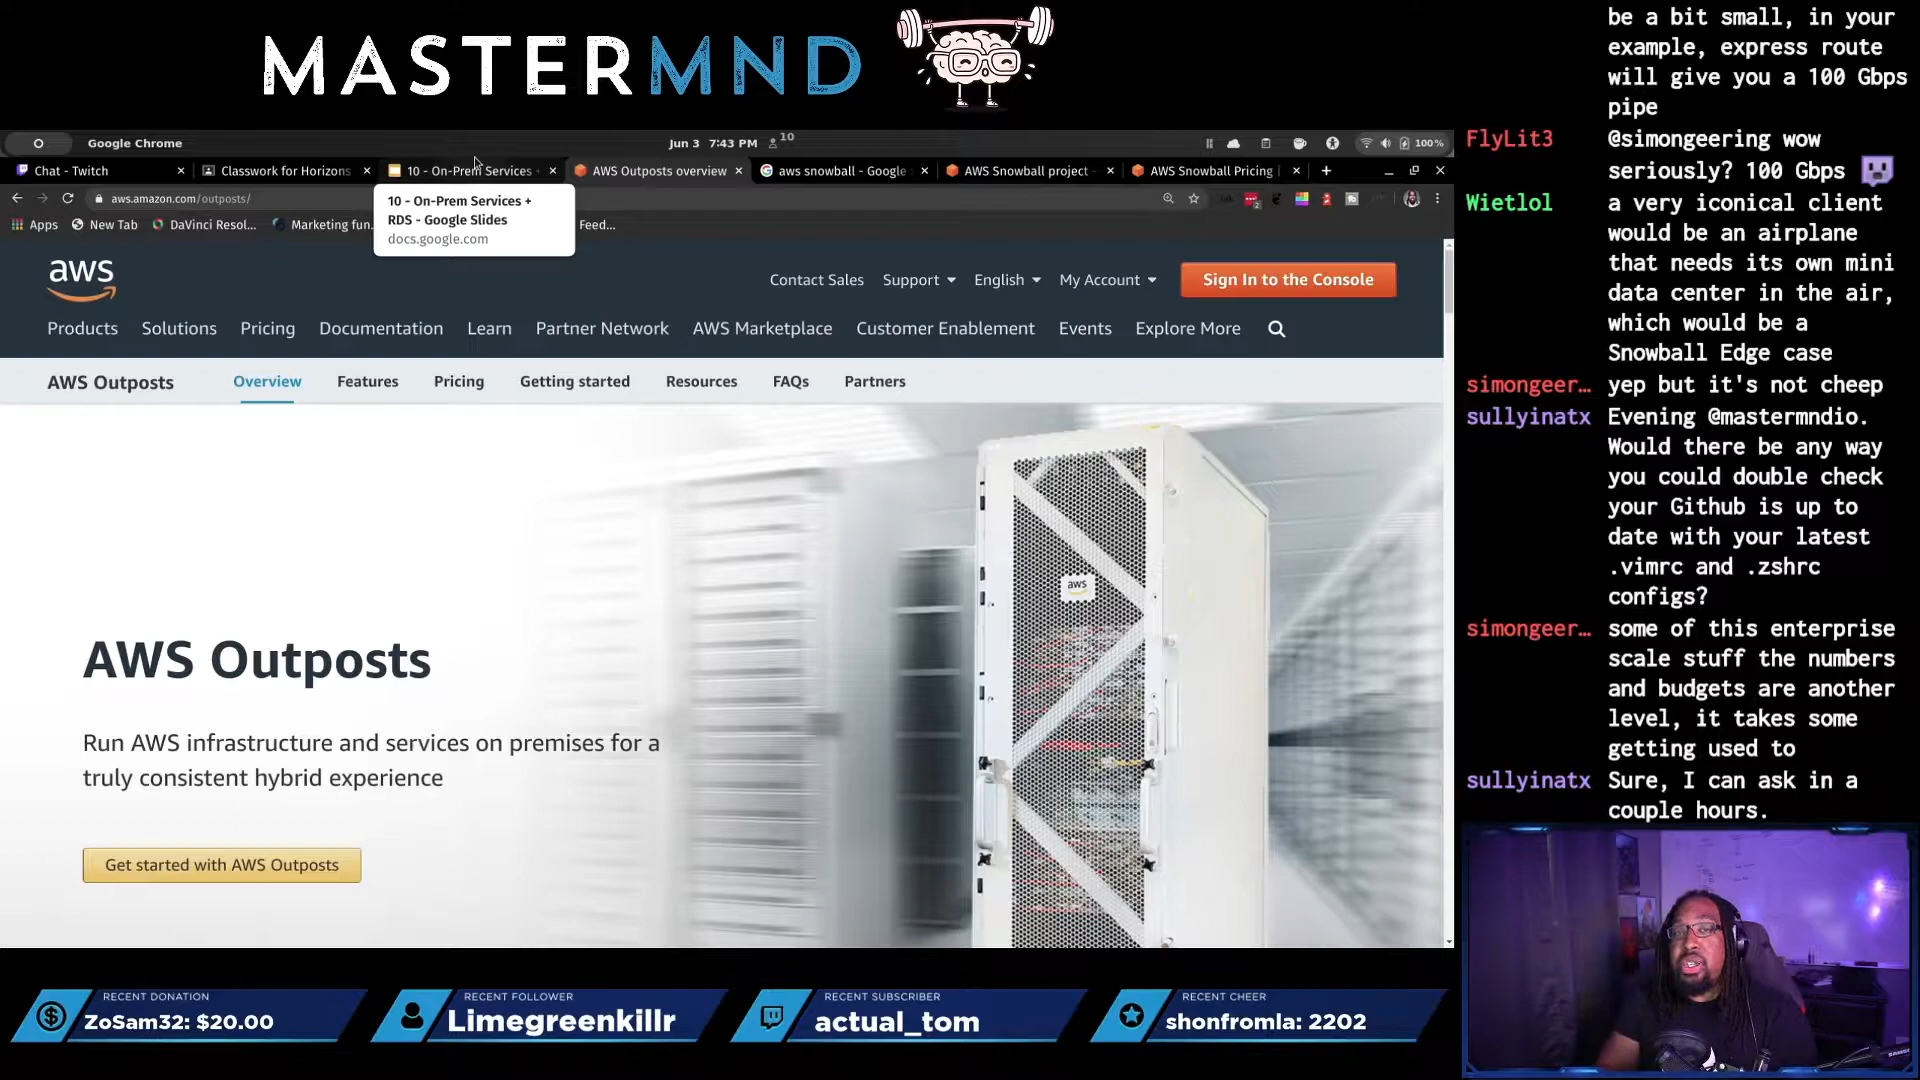 MASTERMND
Google Chrome
Jun 3 7:43 PM
10
100%
Chat - Twitch
Classwork for Horizons
10 - On-Prem Services
AWS Outposts overview
aws snowball - Google
AWS Snowball project -
AWS Snowball Pricing
aws.amazon.com/outposts/
10 - On-Prem Services +
RDS - Google Slides
docs.google.com
Apps
New Tab
DaVinci Resol...
Marketing fun.
Feed...
aws
Contact Sales
Support
English
My Account
Sign In to the Console
Products
Solutions
Pricing
Documentation
Learn
Partner Network
AWS Marketplace
Customer Enablement
Events
Explore More
AWS Outposts
Overview
Features
Pricing
Getting started
Resources
FAQs
Partners
aws
AWS Outposts
Run AWS infrastructure and services on premises for a
truly consistent hybrid experience
Get started with AWS Outposts
be a bit small, in your
example, express route
will give you a 100 Gbps
pipe
FlyLit3 @simongeering wow
seriously? 100 Gbps
Wietlol a very iconical client
would be an airplane
that needs its own mini
data center in the air,
which would be a
Snowball Edge case
simongeer… yep but it's not cheep
sullyinatx Evening @mastermndio.
Would there be any way
you could double check
your Github is up to
date with your latest
.vimrc and .zshrc
configs?
simongeer… some of this enterprise
scale stuff the numbers
and budgets are another
level, it takes some
getting used to
sullyinatx Sure, I can ask in a
couple hours.
RECENT DONATION
ZoSam32: $20.00
RECENT FOLLOWER
Limegreenkillr
RECENT SUBSCRIBER
actual_tom
RECENT CHEER
shonfromla: 2202